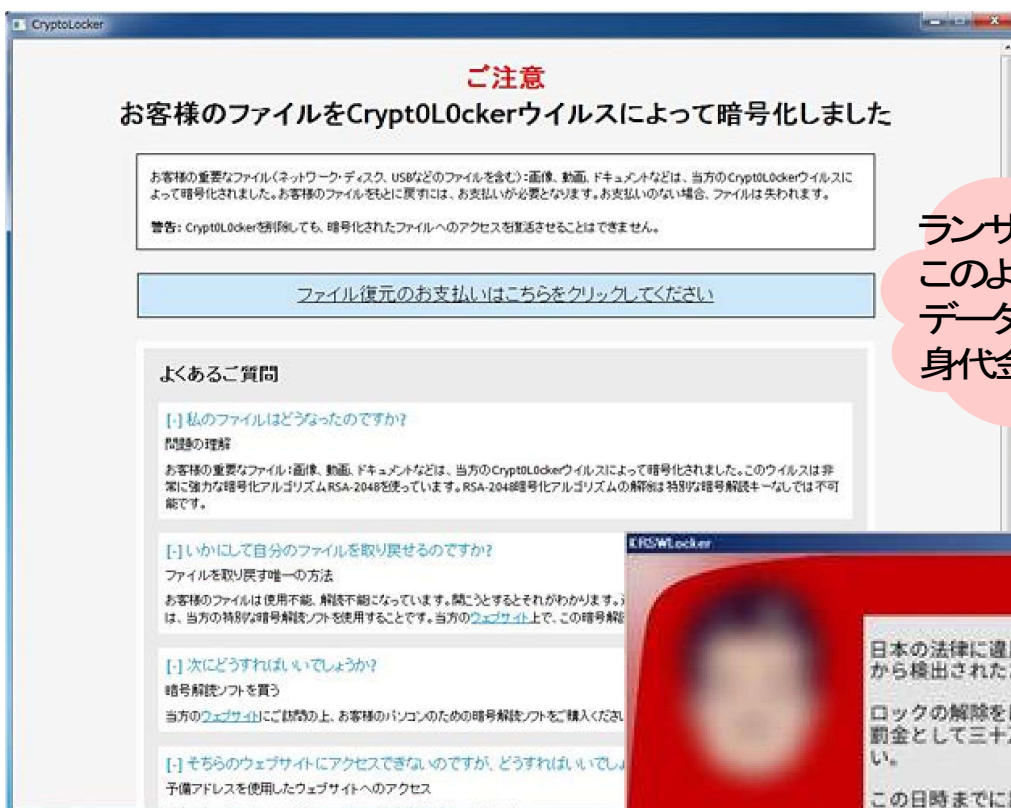 CryptoLocker
ご注意
お客様のファイルをCrypt0L0ckerウイルスによって暗号化しました
お客様の重要なファイル（ネットワーク・ディスク、USBなどのファイルを含む）：画像、動画、ドキュメントなどは、当方のCrypt0L0ckerウイルスに
よって暗号化されました。お客様のファイルをもとに戻すには、お支払いが必要となります。お支払いのない場合、ファイルは失われます。
警告： Crypt0L0ckerを削除しても、暗号化されたファイルへのアクセスを復活させることはできません。
ファイル復元のお支払いはこちらをクリックしてください
ランサ
このよ
データ
身代金
よくあるご質問
[-] 私のファイルはどうなったのですか?
問題の理解
お客様の重要なファイル：画像、動画、ドキュメントなどは、当方のCrypt0L0ckerウイルスによって暗号化されました。このウイルスは非
常に強力な暗号化アルゴリズムRSA-2048を使っています。RSA-2048暗号化アルゴリズムの解除は特別な暗号解読キーなしでは不可
能です。
[-] いかにして自分のファイルを取り戻せるのですか?
ファイルを取り戻す唯一の方法
お客様のファイルは使用不能、解読不能になっています。開こうとするとそれがわかります。
は、当方の特別な暗号解読ソフトを使用することです。当方のウェブサイト上で、この暗号解
[-] 次にどうすればいいでしょうか?
暗号解読ソフトを買う
当方のウェブサイトにご訪問の上、お客様のパソコンのための暗号解読ソフトをご購入くださ
[-] そちらのウェブサイトにアクセスできないのですが、どうすればいいでし
予備アドレスを使用したウェブサイトへのアクセス
KRSWLocker
日本の法律に違
から検出された
ロックの解除を
罰金として三十
い。
この日時までに